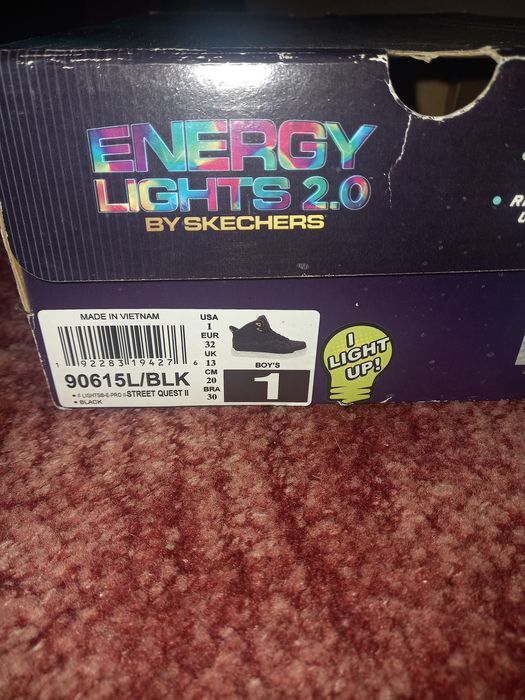 ENERGY
LIGHTS 2.0
BY SKECHERS
MADE IN VIETNAM
1 92283 19427 6
90615L/BLK
STREET QUEST II
• BLACK
USA
1
EUR
32
UK
13
CM
20
BRA
30
BOY'S
1
I
LIGHT
UP!